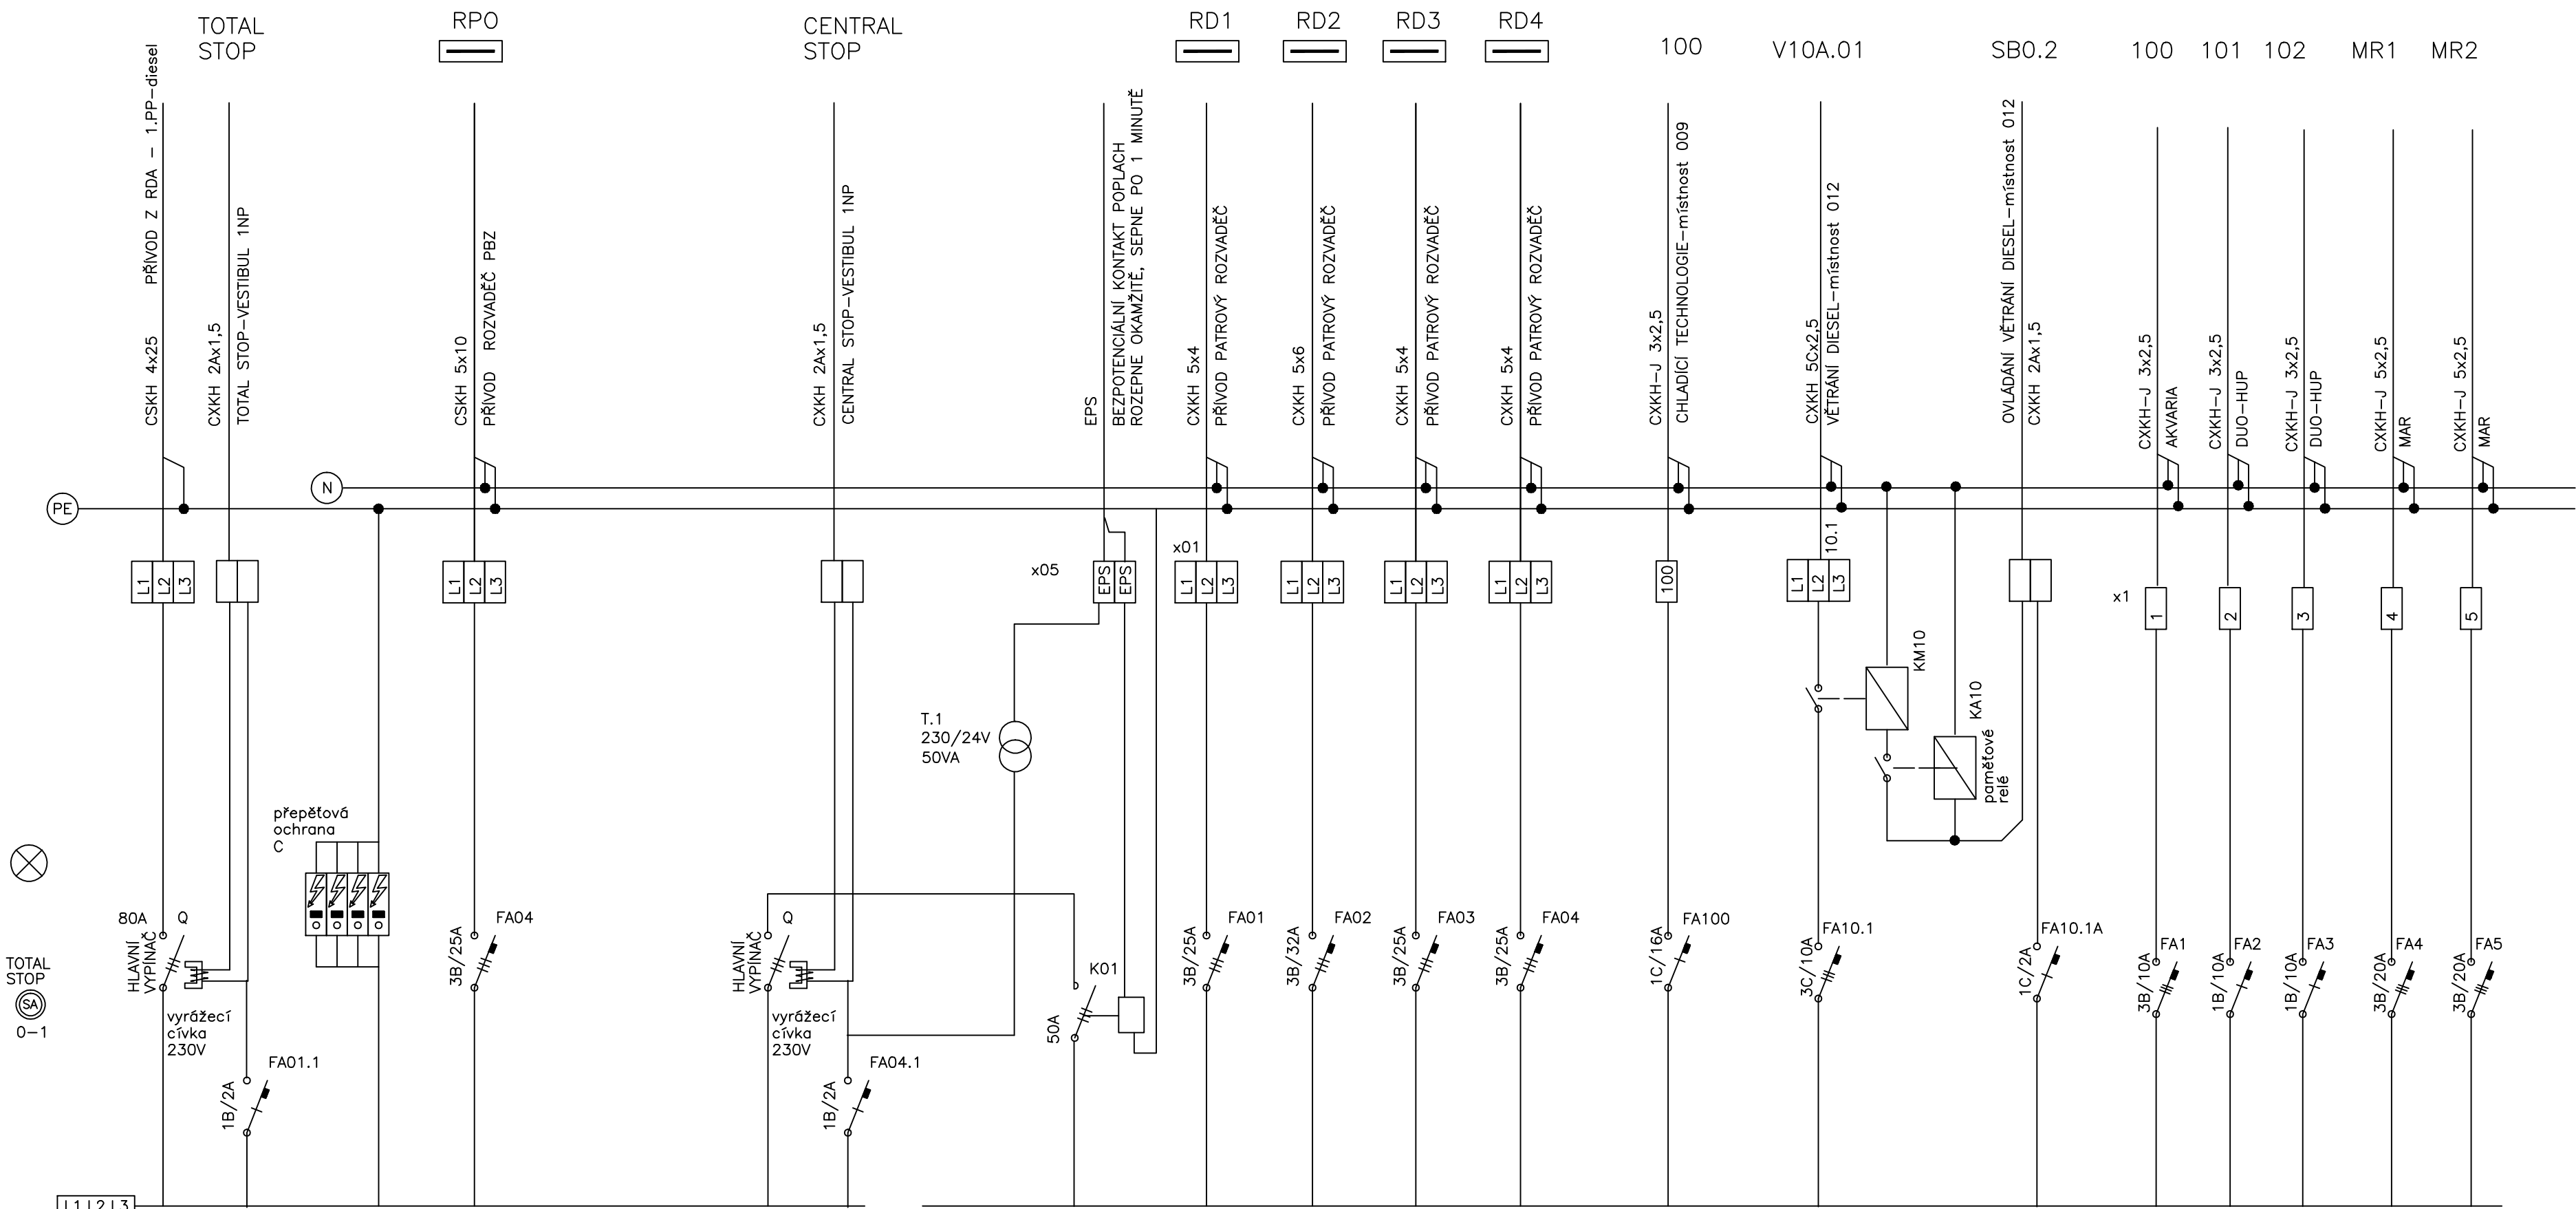 TOTAL
STOP
RPO
CENTRAL
STOP
RD1
RD2
RD3
RD4
100
V10A.01
SB0.2
100
101
102
MR1
MR2
CSKH 4x25 PŘÍVOD Z RDA – 1.PP–diesel
CXKH 2Ax1,5
TOTAL STOP–VESTIBUL 1NP
CSKH 5x10
PŘÍVOD ROZVADĚČ PBZ
CXKH 2Ax1,5
CENTRAL STOP–VESTIBUL 1NP
EPS
BEZPOTENCIÁLNÍ KONTAKT POPLACH
ROZEPNE OKAMŽITĚ, SEPNE PO 1 MINUTĚ
CXKH 5x4
PŘÍVOD PATROVÝ ROZVADĚČ
CXKH 5x6
PŘÍVOD PATROVÝ ROZVADĚČ
CXKH 5x4
PŘÍVOD PATROVÝ ROZVADĚČ
CXKH 5x4
PŘÍVOD PATROVÝ ROZVADĚČ
CXKH–J 3x2,5
CHLADÍCÍ TECHNOLOGIE–místnost 009
CXKH 5Cx2,5
VĚTRÁNÍ DIESEL–místnost 012
OVLÁDÁNÍ VĚTRÁNÍ DIESEL–místnost 012
CXKH 2Ax1,5
CXKH–J 3x2,5
AKVARIA
CXKH–J 3x2,5
DUO–HUP
CXKH–J 3x2,5
DUO–HUP
CXKH–J 5x2,5
MAR
CXKH–J 5x2,5
MAR
N
PE
L1 L2 L3
L1 L2 L3
x05
EPS EPS
x01
L1 L2 L3
L1 L2 L3
L1 L2 L3
L1 L2 L3
100
10.1
L1 L2 L3
x1
1
2
3
4
5
KM10
KA10
paměťové
relé
T.1
230/24V
50VA
přepěťová
ochrana
C
80A
Q
HLAVNÍ
VYPÍNAČ
vyrážecí
cívka
230V
FA01.1
1B/2A
FA04
3B/25A
Q
HLAVNÍ
VYPÍNAČ
vyrážecí
cívka
230V
FA04.1
1B/2A
K01
50A
FA01
3B/25A
FA02
3B/32A
FA03
3B/25A
FA04
3B/25A
FA100
1C/16A
FA10.1
3C/10A
FA10.1A
1C/2A
FA1
3B/10A
FA2
1B/10A
FA3
1B/10A
FA4
3B/20A
FA5
3B/20A
TOTAL
STOP
SA
0–1
L1 L2 L3